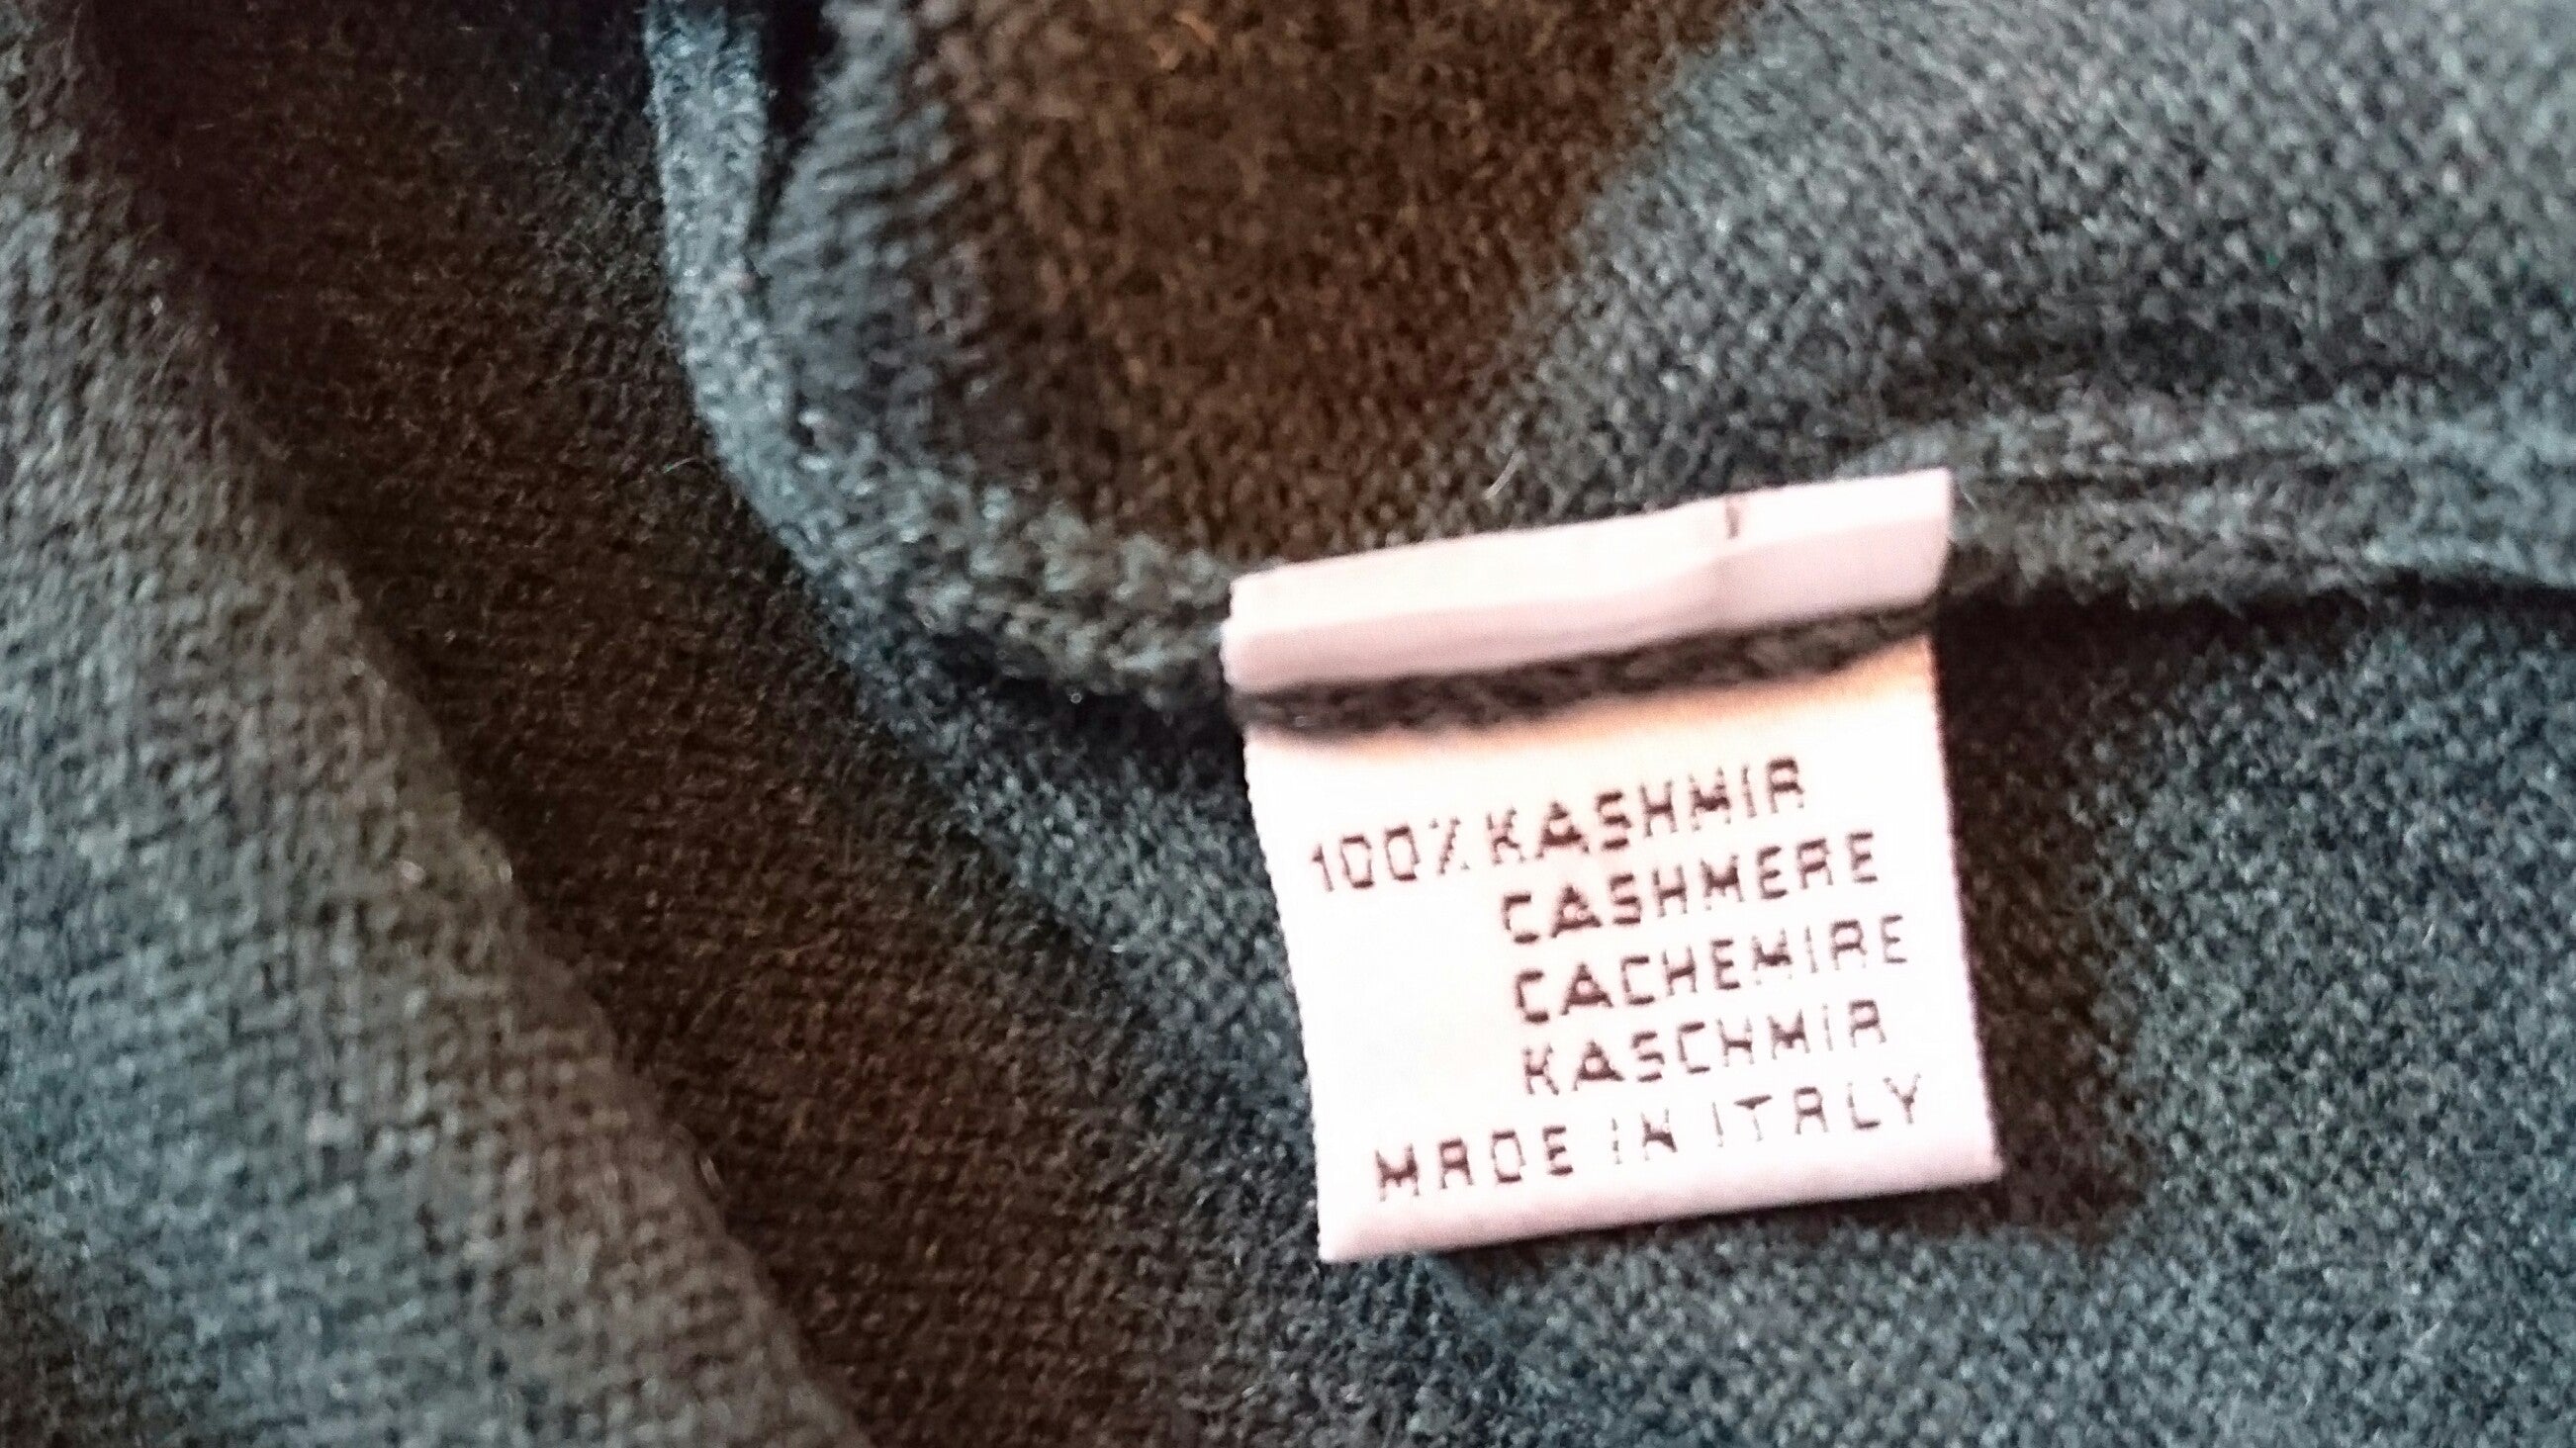 100% KASHMIR
CASHMERE
CACHEMIRE
KASCHMIR
MADE IN ITALY